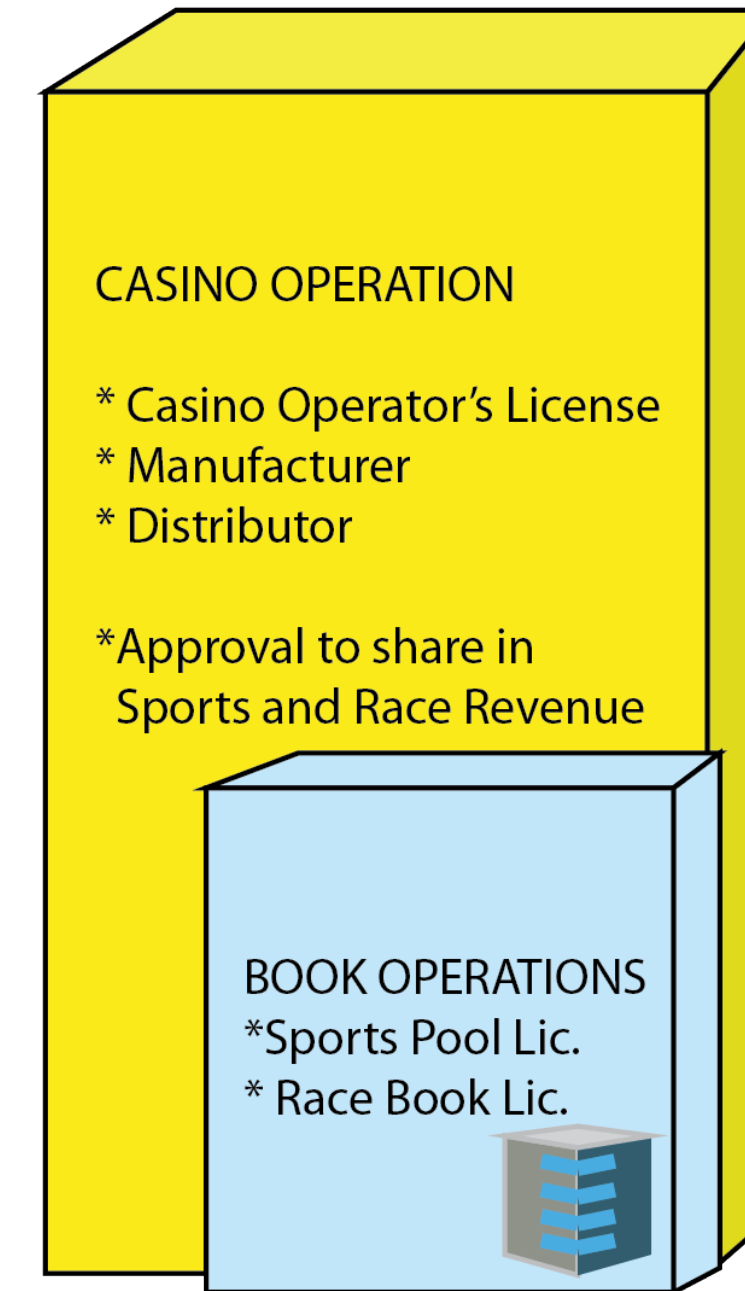 CASINO OPERATION
* Casino Operator’s License
* Manufacturer
* Distributor
*Approval to share in
Sports and Race Revenue
BOOK OPERATIONS
*Sports Pool Lic.
* Race Book Lic.